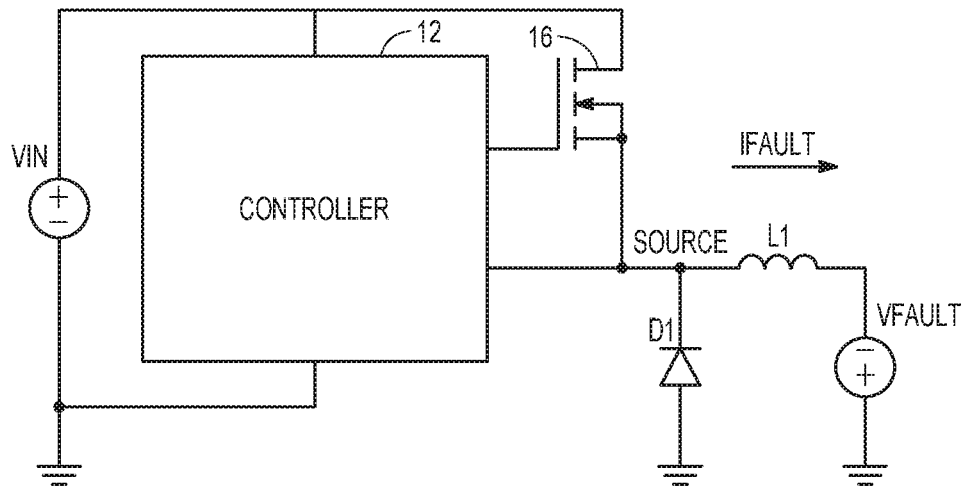 12
16
VIN
+
−
CONTROLLER
IFAULT
SOURCE
L1
D1
VFAULT
−
+